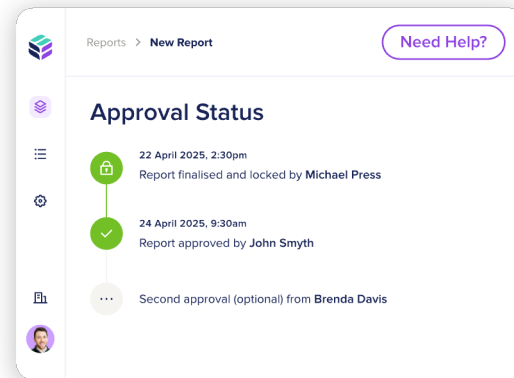 Reports > New Report
Need Help?
Approval Status
22 April 2025, 2:30pm
Report finalised and locked by Michael Press
24 April 2025, 9:30am
Report approved by John Smyth
Second approval (optional) from Brenda Davis